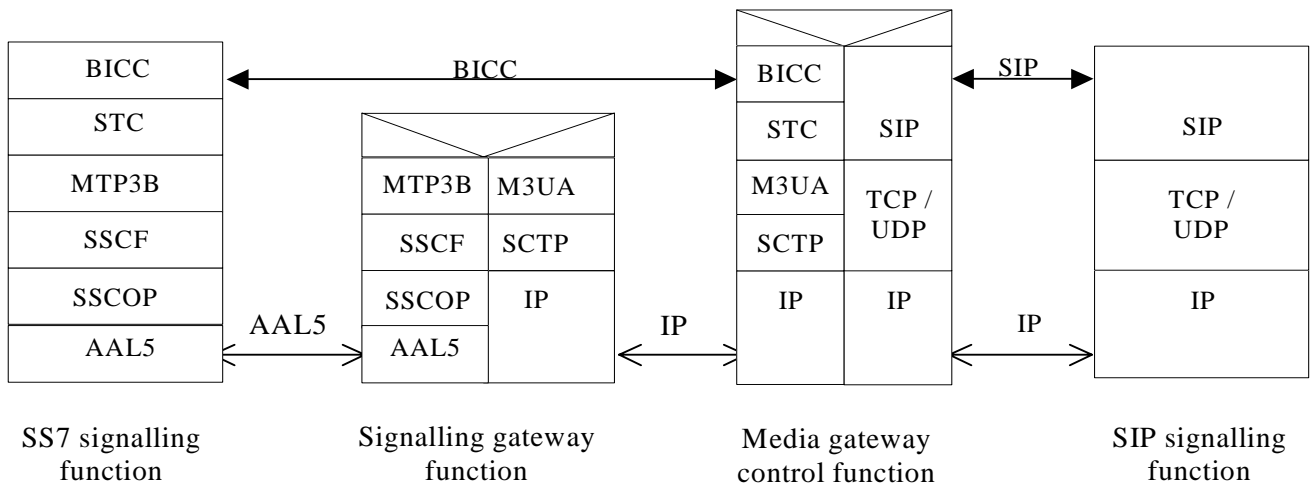 BICC
STC
MTP3B
SSCF
SSCOP
AAL5
SS7 signalling
function
BICC
AAL5
MTP3B
SSCF
SSCOP
AAL5
M3UA
SCTP
IP
Signalling gateway
function
IP
BICC
STC
M3UA
SCTP
IP
SIP
TCP /
UDP
IP
Media gateway
control function
SIP
IP
SIP
TCP /
UDP
IP
SIP signalling
function